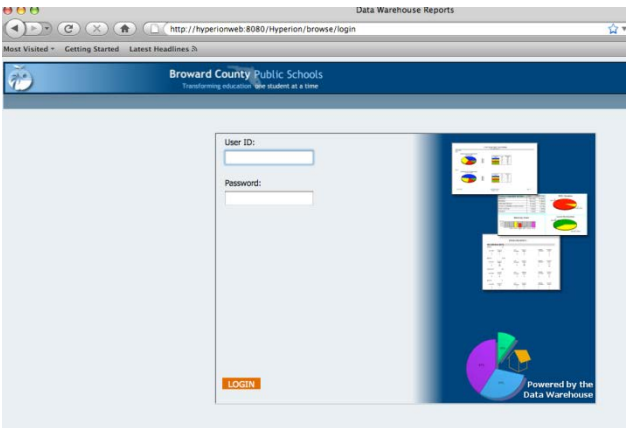 Data Warehouse Reports
http://hyperionweb:8080/Hyperion/browse/login
Most Visited Getting Started Latest Headlines
Broward County Public Schools
Transforming education one student at a time
User ID:
Password:
LOGIN
Powered by the
Data Warehouse